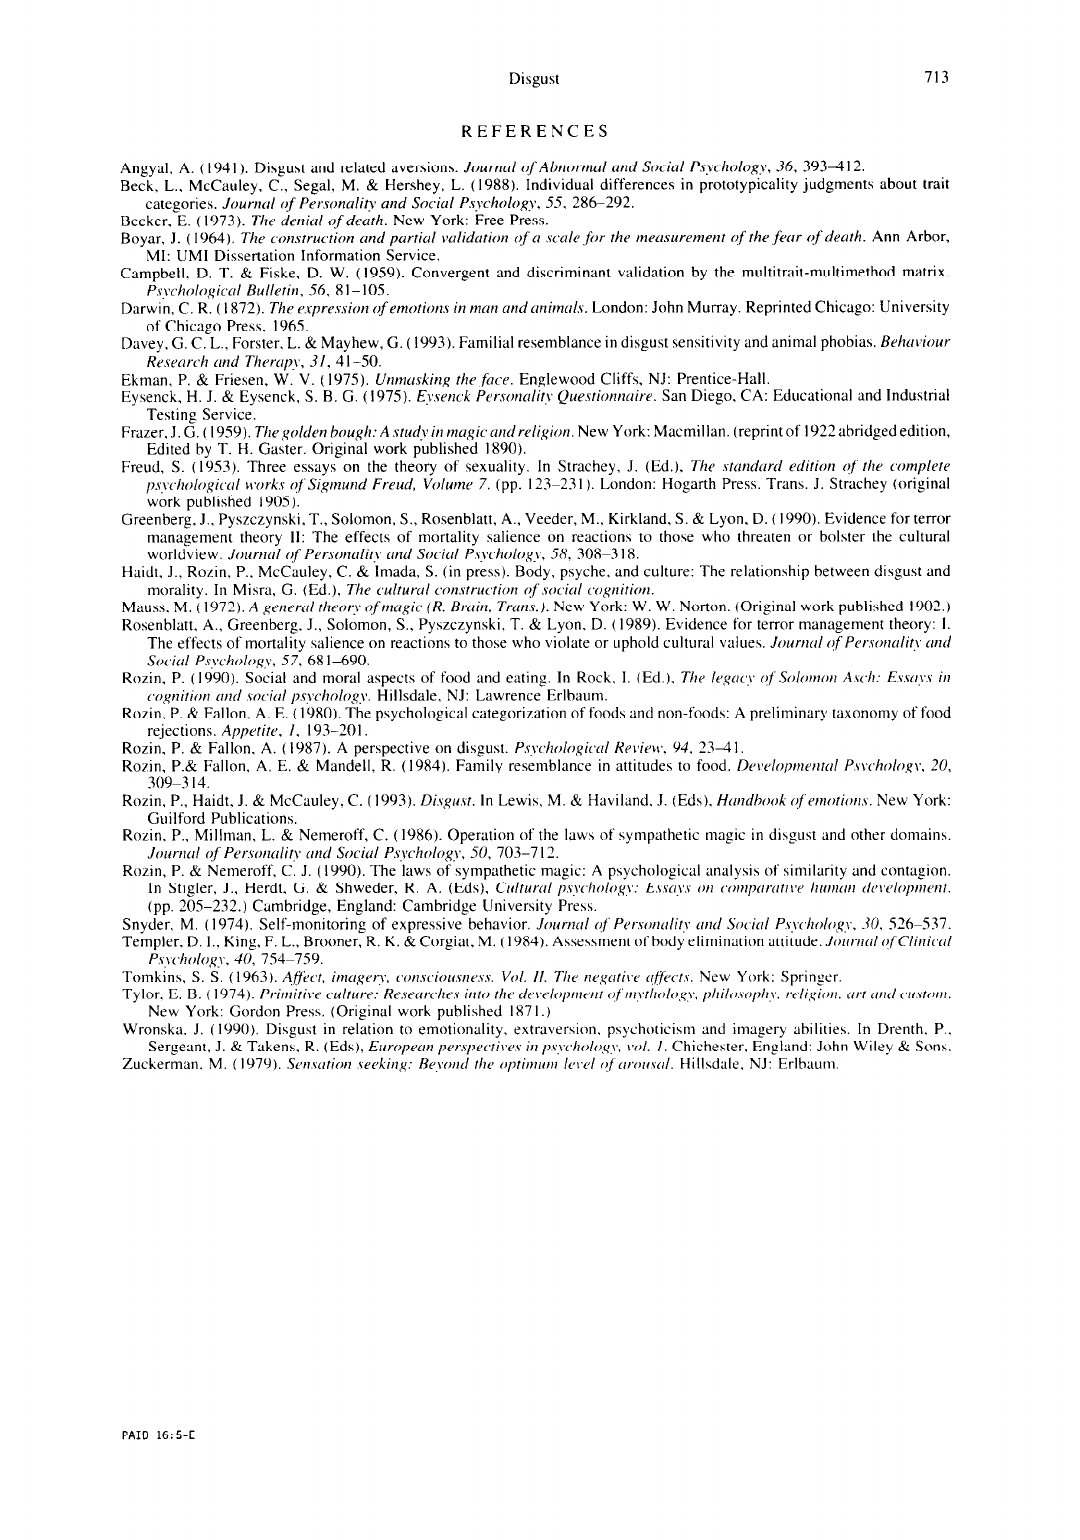 Disgust 713
REFERENCES
Angyal, A. (1941). Disgust and related aversions. Journal of Abnormal and Social Psychology, 36, 393–412.
Beck, L., McCauley, C., Segal, M. & Hershey, L. (1988). Individual differences in prototypicality judgments about trait
categories. Journal of Personality and Social Psychology, 55, 286–292.
Becker, E. (1973). The denial of death. New York: Free Press.
Boyar, J. (1964). The construction and partial validation of a scale for the measurement of the fear of death. Ann Arbor,
MI: UMI Dissertation Information Service.
Campbell, D. T. & Fiske, D. W. (1959). Convergent and discriminant validation by the multitrait-multimethod matrix.
Psychological Bulletin, 56, 81–105.
Darwin, C. R. (1872). The expression of emotions in man and animals. London: John Murray. Reprinted Chicago: University
of Chicago Press. 1965.
Davey, G. C. L., Forster, L. & Mayhew, G. (1993). Familial resemblance in disgust sensitivity and animal phobias. Behaviour
Research and Therapy, 31, 41–50.
Ekman, P. & Friesen, W. V. (1975). Unmasking the face. Englewood Cliffs, NJ: Prentice-Hall.
Eysenck, H. J. & Eysenck, S. B. G. (1975). Eysenck Personality Questionnaire. San Diego, CA: Educational and Industrial
Testing Service.
Frazer, J. G. (1959). The golden bough: A study in magic and religion. New York: Macmillan. (reprint of 1922 abridged edition,
Edited by T. H. Gaster. Original work published 1890).
Freud, S. (1953). Three essays on the theory of sexuality. In Strachey, J. (Ed.), The standard edition of the complete
psychological works of Sigmund Freud, Volume 7. (pp. 123–231). London: Hogarth Press. Trans. J. Strachey (original
work published 1905).
Greenberg, J., Pyszczynski, T., Solomon, S., Rosenblatt, A., Veeder, M., Kirkland, S. & Lyon, D. (1990). Evidence for terror
management theory II: The effects of mortality salience on reactions to those who threaten or bolster the cultural
worldview. Journal of Personality and Social Psychology, 58, 308–318.
Haidt, J., Rozin, P., McCauley, C. & Imada, S. (in press). Body, psyche, and culture: The relationship between disgust and
morality. In Misra, G. (Ed.), The cultural construction of social cognition.
Mauss, M. (1972). A general theory of magic (R. Brain, Trans.). New York: W. W. Norton. (Original work published 1902.)
Rosenblatt, A., Greenberg, J., Solomon, S., Pyszczynski, T. & Lyon, D. (1989). Evidence for terror management theory: I.
The effects of mortality salience on reactions to those who violate or uphold cultural values. Journal of Personality and
Social Psychology, 57, 681–690.
Rozin, P. (1990). Social and moral aspects of food and eating. In Rock, I. (Ed.), The legacy of Solomon Asch: Essays in
cognition and social psychology. Hillsdale, NJ: Lawrence Erlbaum.
Rozin, P. & Fallon, A. E. (1980). The psychological categorization of foods and non-foods: A preliminary taxonomy of food
rejections. Appetite, 1, 193–201.
Rozin, P. & Fallon, A. (1987). A perspective on disgust. Psychological Review, 94, 23–41.
Rozin, P.& Fallon, A. E. & Mandell, R. (1984). Family resemblance in attitudes to food. Developmental Psychology, 20,
309–314.
Rozin, P., Haidt, J. & McCauley, C. (1993). Disgust. In Lewis, M. & Haviland, J. (Eds), Handbook of emotions. New York:
Guilford Publications.
Rozin, P., Millman, L. & Nemeroff, C. (1986). Operation of the laws of sympathetic magic in disgust and other domains.
Journal of Personality and Social Psychology, 50, 703–712.
Rozin, P. & Nemeroff, C. J. (1990). The laws of sympathetic magic: A psychological analysis of similarity and contagion.
In Stigler, J., Herdt, G. & Shweder, R. A. (Eds), Cultural psychology: Essays on comparative human development.
(pp. 205–232.) Cambridge, England: Cambridge University Press.
Snyder, M. (1974). Self-monitoring of expressive behavior. Journal of Personality and Social Psychology, 30, 526–537.
Templer, D. I., King, F. L., Brooner, R. K. & Corgiat, M. (1984). Assessment of body elimination attitude. Journal of Clinical
Psychology, 40, 754–759.
Tomkins, S. S. (1963). Affect, imagery, consciousness. Vol. II. The negative affects. New York: Springer.
Tylor, E. B. (1974). Primitive culture: Researches into the development of mythology, philosophy, religion, art and custom.
New York: Gordon Press. (Original work published 1871.)
Wronska, J. (1990). Disgust in relation to emotionality, extraversion, psychoticism and imagery abilities. In Drenth, P.,
Sergeant, J. & Takens, R. (Eds), European perspectives in psychology, vol. 1. Chichester, England: John Wiley & Sons.
Zuckerman, M. (1979). Sensation seeking: Beyond the optimum level of arousal. Hillsdale, NJ: Erlbaum.
PAID 16:5-E